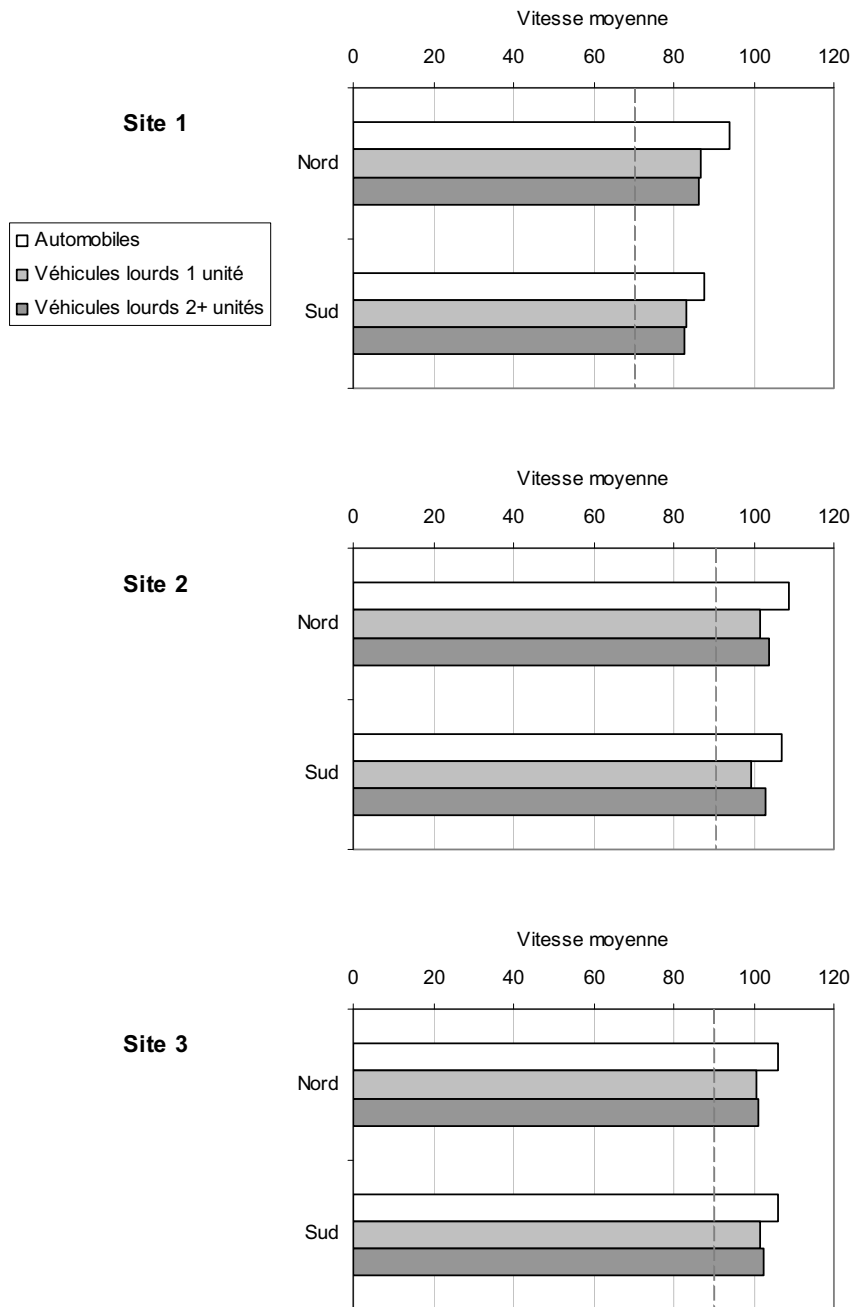 Vitesse moyenne
0 20 40 60 80 100 120
Site 1
Nord
Automobiles
Véhicules lourds 1 unité
Véhicules lourds 2+ unités
Sud
Vitesse moyenne
0 20 40 60 80 100 120
Site 2
Nord
Sud
Vitesse moyenne
0 20 40 60 80 100 120
Site 3
Nord
Sud